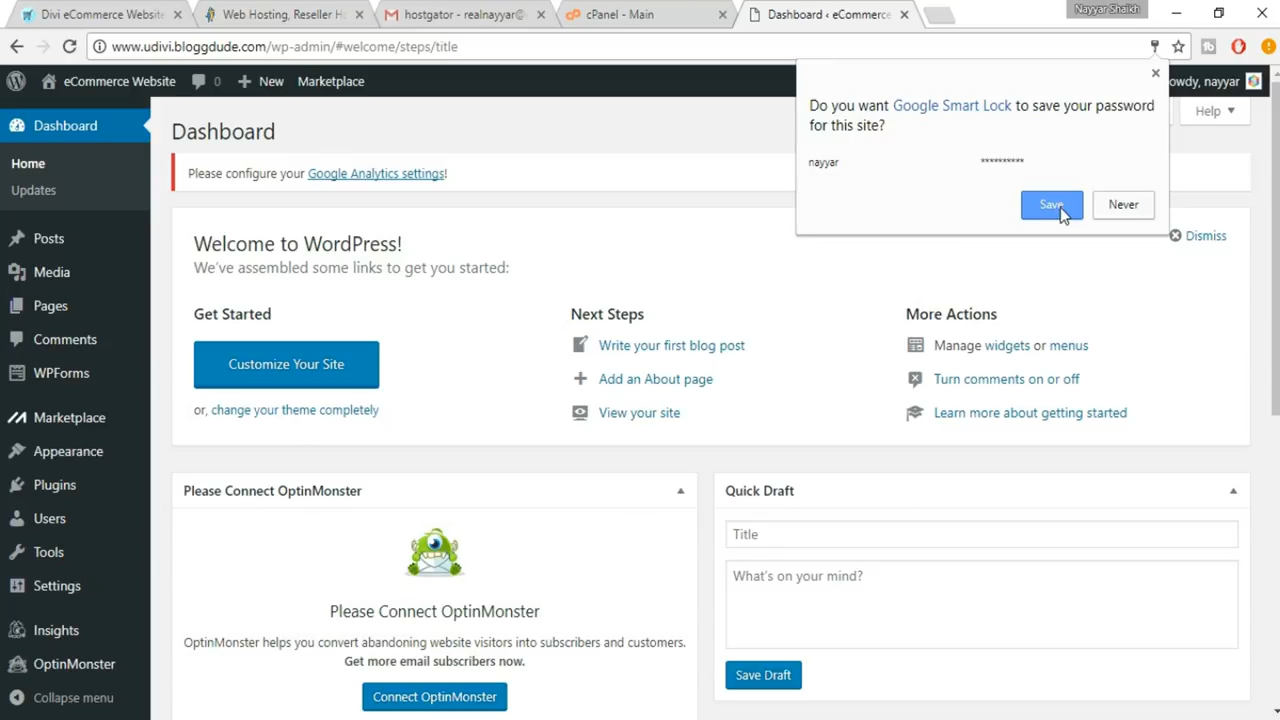 Divi eCommerce Website
Web Hosting, Reseller H
hostgator - realnayyar@
cPanel - Main
Dashboard ‹ eCommerce
Nayyar Shaikh
www.udivi.bloggdude.com/wp-admin/#welcome/steps/title
eCommerce Website
0
New
Marketplace
owdy, nayyar
Do you want Google Smart Lock to save your password
for this site?
nayyar
**********
Save
Never
Help
Dashboard
Home
Updates
Posts
Media
Pages
Comments
WPForms
Marketplace
Appearance
Plugins
Users
Tools
Settings
Insights
OptinMonster
Collapse menu
Dashboard
Please configure your Google Analytics settings!
Welcome to WordPress!
We've assembled some links to get you started:
Dismiss
Get Started
Customize Your Site
or, change your theme completely
Next Steps
Write your first blog post
Add an About page
View your site
More Actions
Manage widgets or menus
Turn comments on or off
Learn more about getting started
Please Connect OptinMonster
Please Connect OptinMonster
OptinMonster helps you convert abandoning website visitors into subscribers and customers.
Get more email subscribers now.
Connect OptinMonster
Quick Draft
Title
What's on your mind?
Save Draft